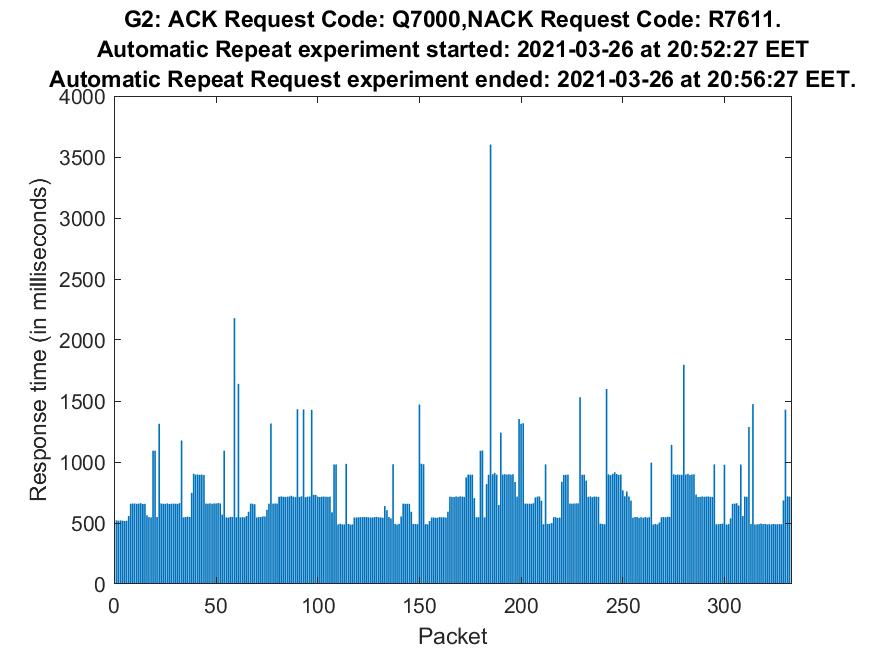 G2: ACK Request Code: Q7000,NACK Request Code: R7611.
Automatic Repeat experiment started: 2021-03-26 at 20:52:27 EET
Automatic Repeat Request experiment ended: 2021-03-26 at 20:56:27 EET.
4000
3500
3000
2500
2000
1500
1000
500
0
Response time (in milliseconds)
0 50 100 150 200 250 300
Packet